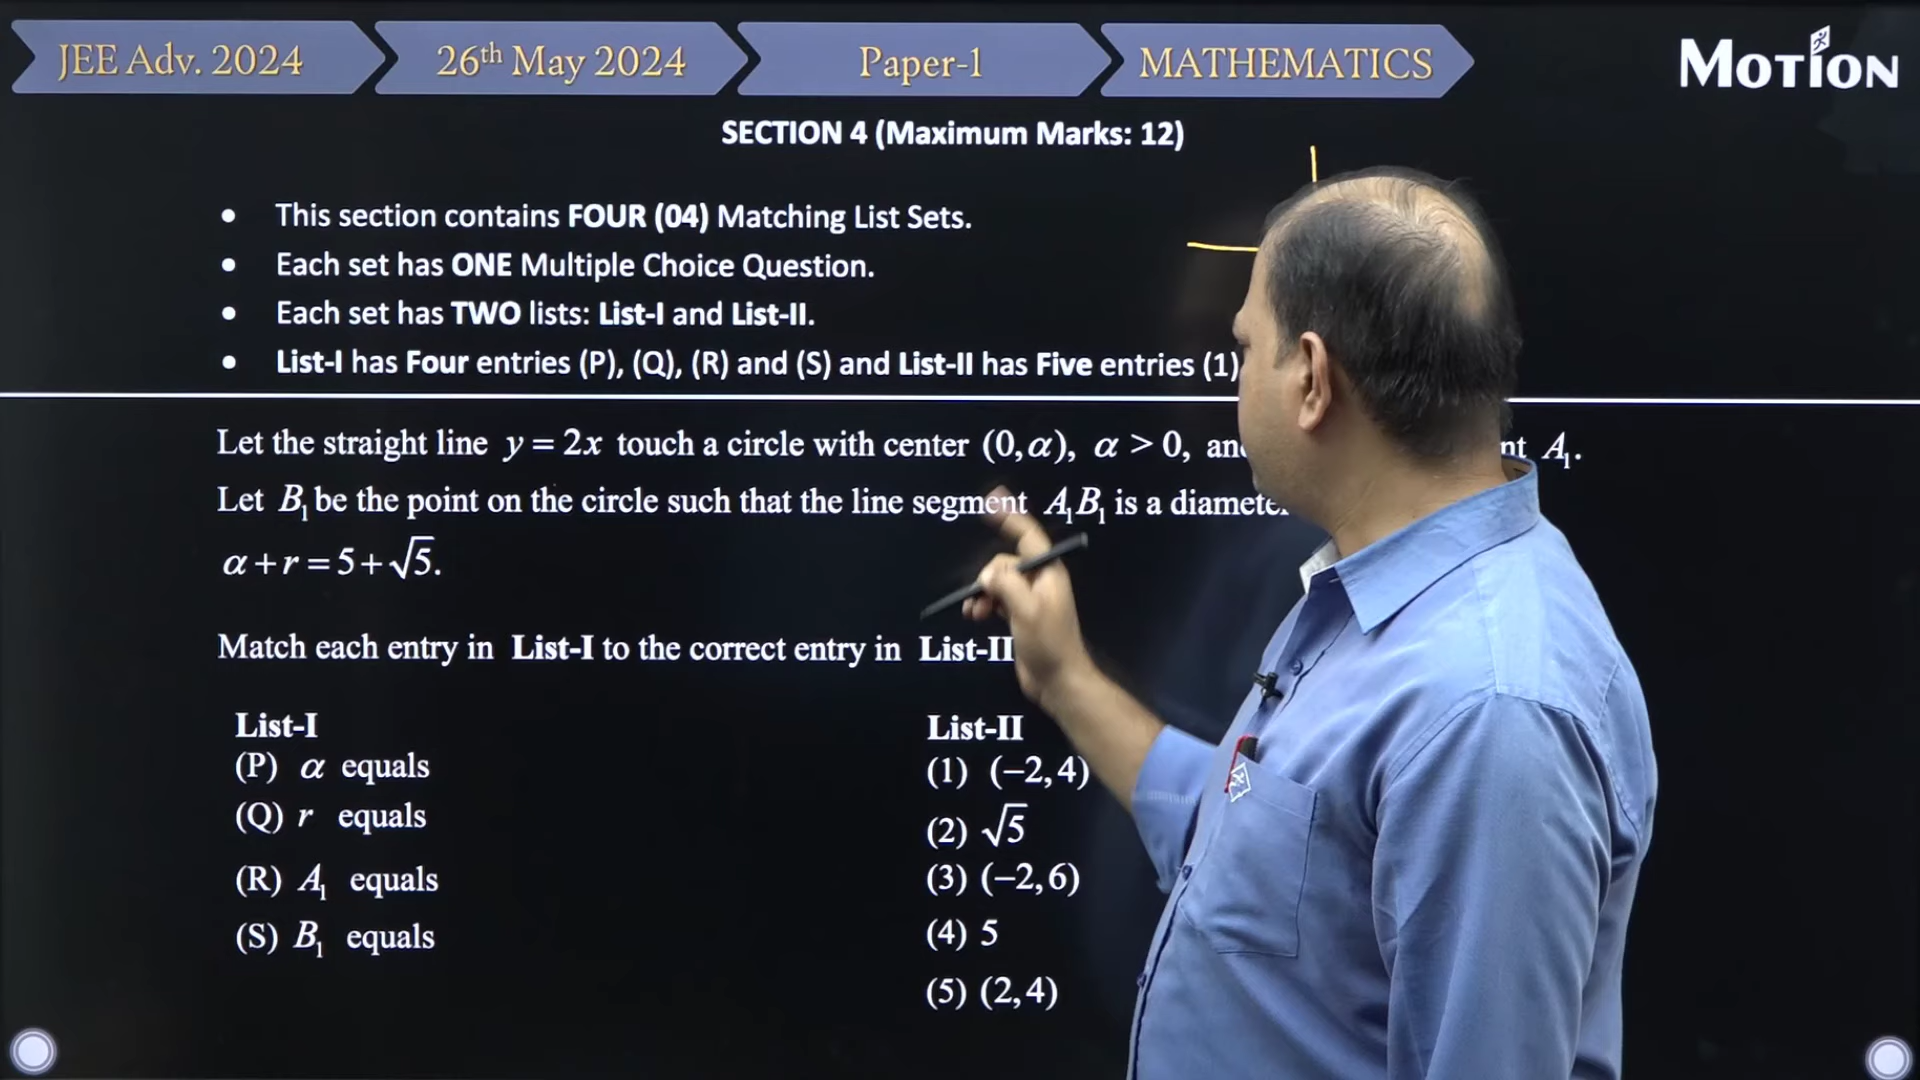 JEE Adv. 2024
26th May 2024
Paper-1
MATHEMATICS
MOTION
SECTION 4 (Maximum Marks: 12)
• This section contains FOUR (04) Matching List Sets.
• Each set has ONE Multiple Choice Question.
• Each set has TWO lists: List-I and List-II.
• List-I has Four entries (P), (Q), (R) and (S) and List-II has Five entries (1)
Let the straight line y = 2x touch a circle with center (0, α), α > 0, A₁.
Let B₁ be the point on the circle such that the line segment A₁B₁ is a
α + r = 5 + √5.
Match each entry in List-I to the correct entry in List-II
List-I
(P) α equals
(Q) r equals
(R) A₁ equals
(S) B₁ equals
List-II
(1) (−2, 4)
(2) √5
(3) (−2, 6)
(4) 5
(5) (2, 4)